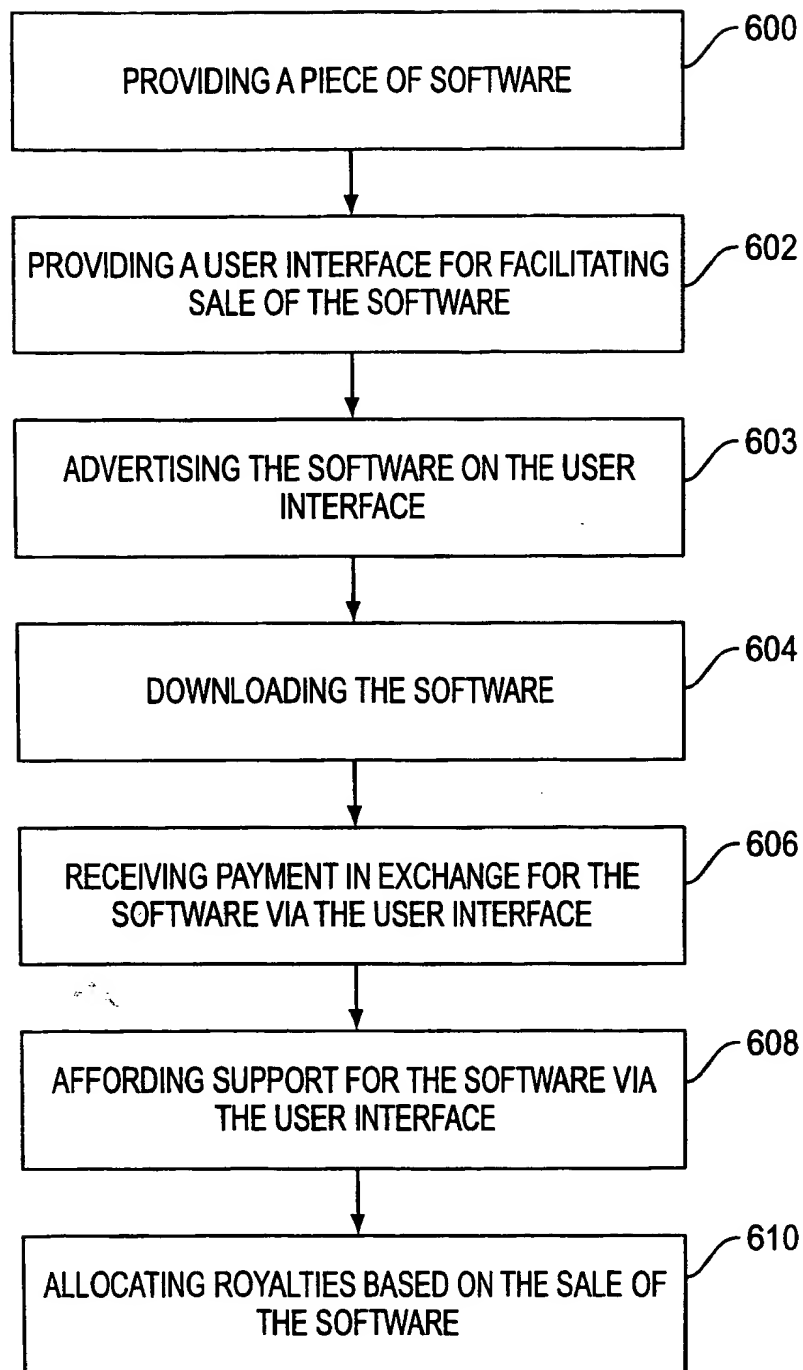 600
PROVIDING A PIECE OF SOFTWARE
602
PROVIDING A USER INTERFACE FOR FACILITATING
SALE OF THE SOFTWARE
603
ADVERTISING THE SOFTWARE ON THE USER
INTERFACE
604
DOWNLOADING THE SOFTWARE
606
RECEIVING PAYMENT IN EXCHANGE FOR THE
SOFTWARE VIA THE USER INTERFACE
608
AFFORDING SUPPORT FOR THE SOFTWARE VIA
THE USER INTERFACE
610
ALLOCATING ROYALTIES BASED ON THE SALE OF
THE SOFTWARE